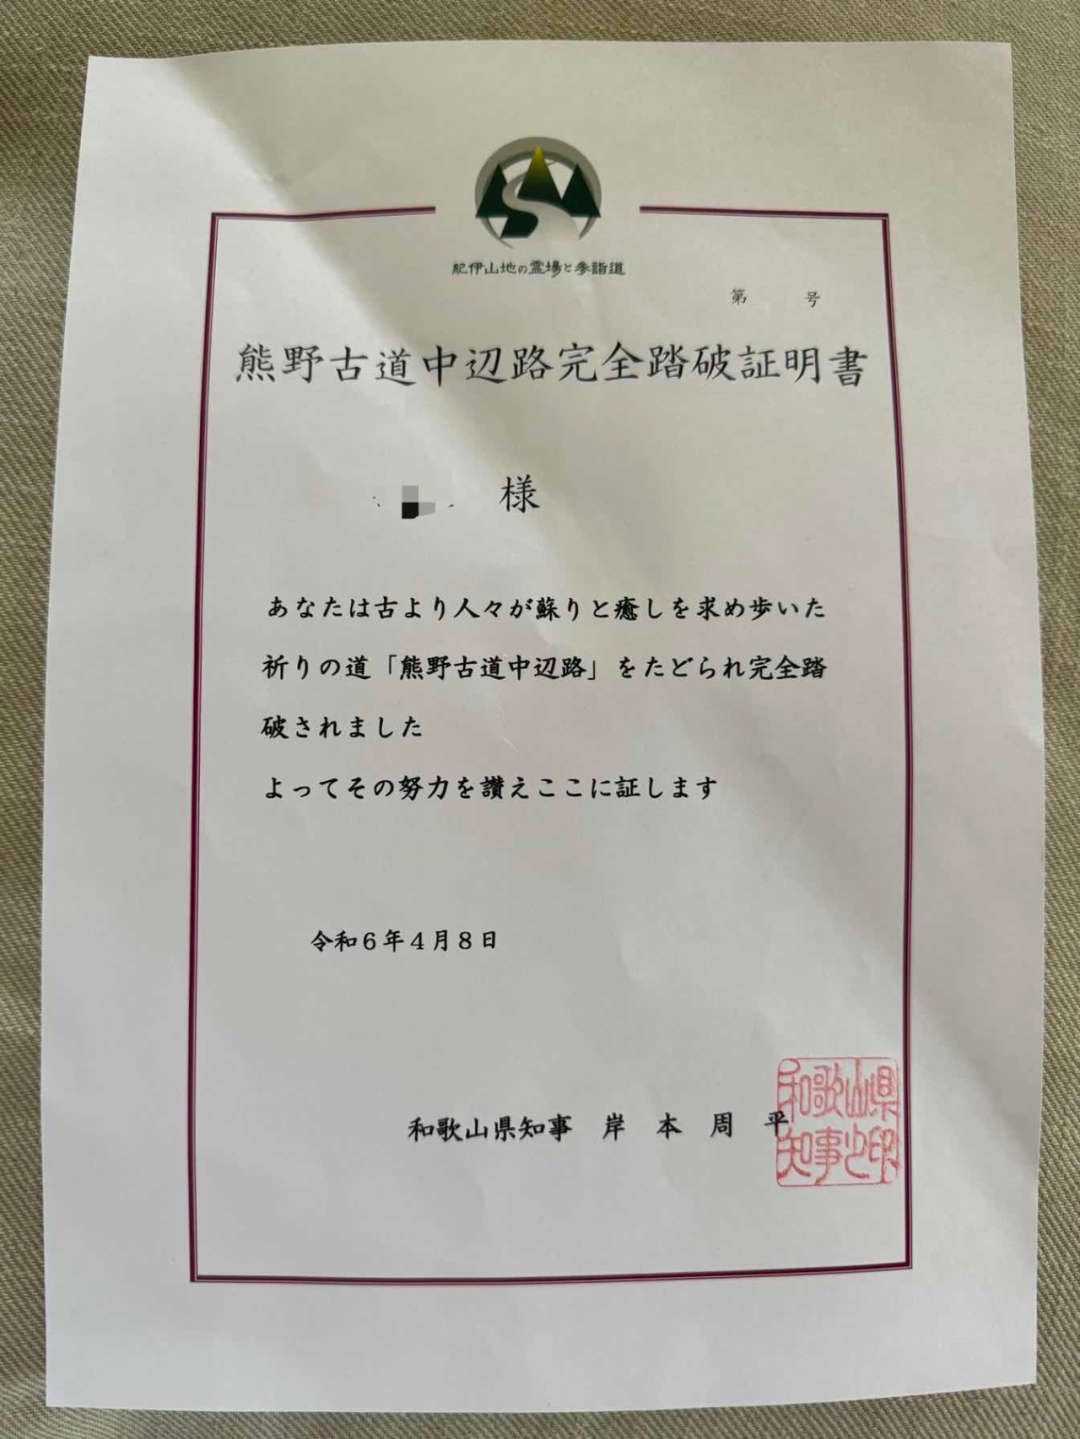 紀伊山地の霊場と参詣道
第 号
熊野古道中辺路完全踏破証明書
様
あなたは古より人々が蘇りと癒しを求め歩いた
祈りの道「熊野古道中辺路」をたどられ完全踏
破されました
よってその努力を讃えここに証します
令和6年4月8日
和歌山県知事 岸本周平
和歌山県
知事之印